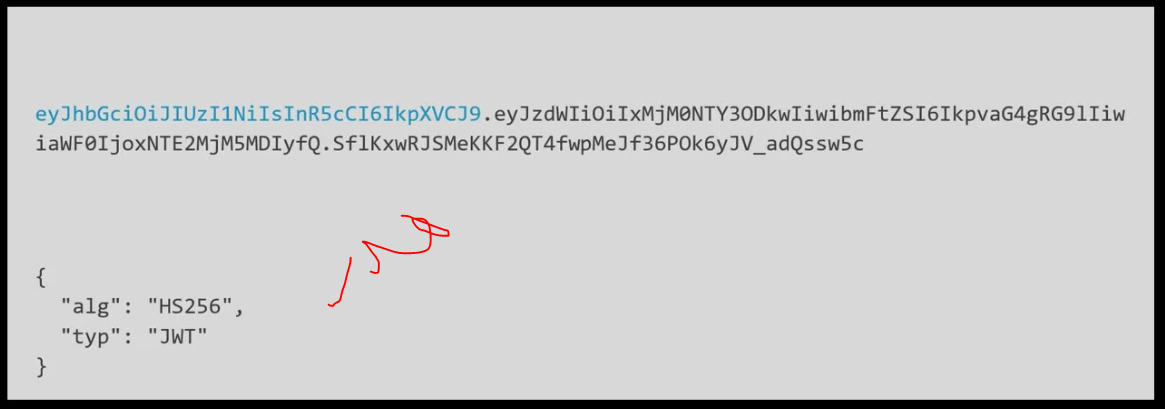 eyJhbGciOiJIUzI1NiIsInR5cCI6IkpXVCJ9.eyJzdWIiOiIxMjM0NTY3ODkwIiwibmFtZSI6IkpvaG4gRG9lIiw
iaWF0IjoxNTE2MjM5MDIyfQ.SflKxwRJSMeKKF2QT4fwpMeJf36POk6yJV_adQssw5c
{
  "alg": "HS256",
  "typ": "JWT"
}